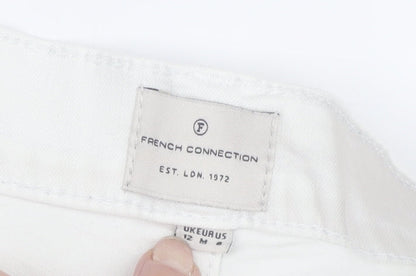 F
FRENCH CONNECTION
EST. LDN. 1972
UK EUR US
12 M